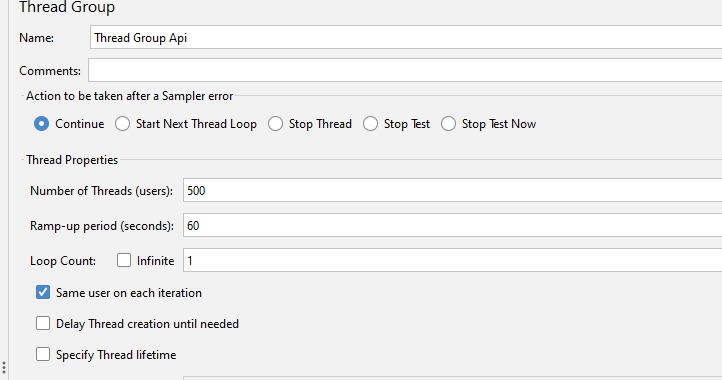 Thread Group
Name: Thread Group Api
Comments:
Action to be taken after a Sampler error
Continue Start Next Thread Loop Stop Thread Stop Test Stop Test Now
Thread Properties
Number of Threads (users): 500
Ramp-up period (seconds): 60
Loop Count: Infinite 1
Same user on each iteration
Delay Thread creation until needed
Specify Thread lifetime